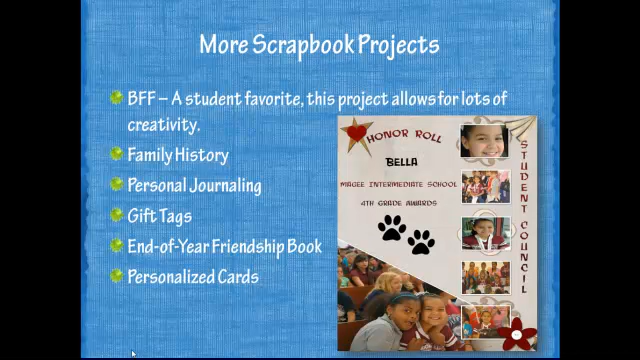 More Scrapbook Projects
BFF – A student favorite, this project allows for lots of
creativity.
Family History
Personal Journaling
Gift Tags
End-of-Year Friendship Book
Personalized Cards
HONOR ROLL
BELLA
MAGEE INTERMEDIATE SCHOOL
4TH GRADE AWARDS
STUDENT COUNCIL